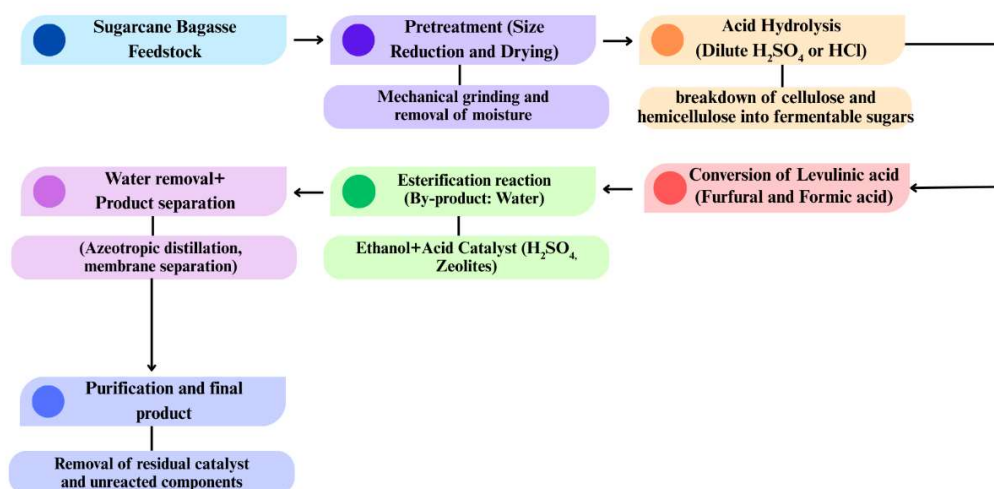 Sugarcane Bagasse
Feedstock
Pretreatment (Size
Reduction and Drying)
Acid Hydrolysis
(Dilute H₂SO₄ or HCl)
Mechanical grinding and
removal of moisture
breakdown of cellulose and
hemicellulose into fermentable sugars
Conversion of Levulinic acid
(Furfural and Formic acid)
Esterification reaction
(By-product: Water)
Ethanol+Acid Catalyst (H₂SO₄,
Zeolites)
Water removal+
Product separation
(Azeotropic distillation,
membrane separation)
Purification and final
product
Removal of residual catalyst
and unreacted components